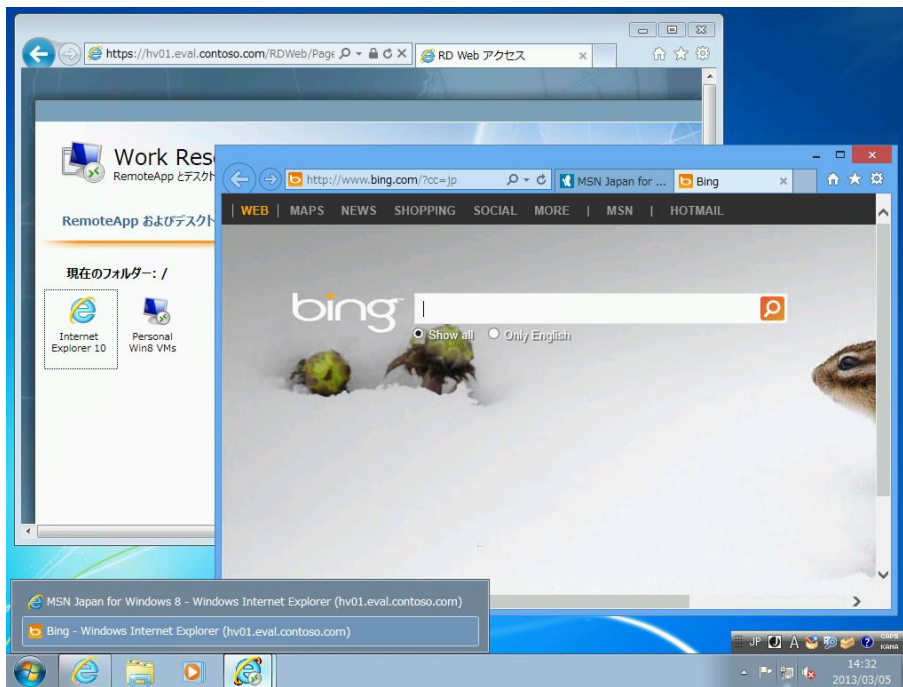 https://hv01.eval.contoso.com/RDWeb/Page
RD Web アクセス
Work Res
RemoteApp とデスクト
RemoteApp およびデスクト
現在のフォルダー: /
Internet
Explorer 10
Personal
Win8 VMs
http://www.bing.com/?cc=jp
MSN Japan for ...
Bing
WEB | MAPS NEWS SHOPPING SOCIAL MORE | MSN | HOTMAIL
bing
Show all
Only English
MSN Japan for Windows 8 - Windows Internet Explorer (hv01.eval.contoso.com)
Bing - Windows Internet Explorer (hv01.eval.contoso.com)
JP
A
CAPS
KANA
14:32
2013/03/05